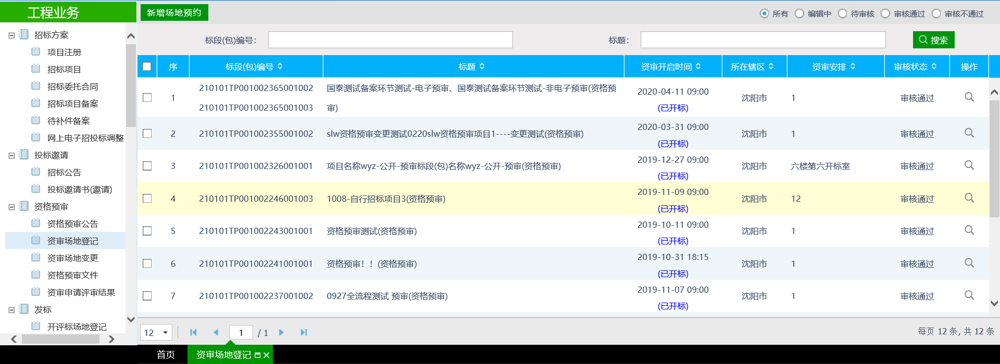 工程业务
新增场地预约
所有 编辑中 待审核 审核通过 审核不通过
招标方案
项目注册
招标项目
招标委托合同
招标项目备案
待补件备案
网上电子招投标调整
投标邀请
招标公告
投标邀请书(邀请)
资格预审
资格预审公告
资审场地登记
资审场地变更
资格预审文件
资审申请评审结果
发标
开评标场地登记
标段(包)编号： 标题： 搜索
序 标段(包)编号 标题 资审开启时间 所在辖区 资审安排 审核状态 操作
1 210101TP001002365001002 国泰测试备案环节测试-电子预审、国泰测试备案环节测试-非电子预审(资格预 2020-04-11 09:00 沈阳市 1 审核通过
210101TP001002365001003 审) (已开标)
2 210101TP001002355001002 slw资格预审变更测试0220slw资格预审项目1----变更测试(资格预审) 2020-03-31 09:00 沈阳市 1 审核通过
(已开标)
3 210101TP001002326001001 项目名称wyz-公开-预审标段(包)名称wyz-公开-预审(资格预审) 2019-12-27 09:00 沈阳市 六楼第六开标室 审核通过
(已开标)
4 210101TP001002246001003 1008-自行招标项目3(资格预审) 2019-11-09 09:00 沈阳市 12 审核通过
(已开标)
5 210101TP001002243001001 资格预审测试(资格预审) 2019-10-11 09:00 沈阳市 1 审核通过
(已开标)
6 210101TP001002241001001 资格预审！！(资格预审) 2019-10-31 18:15 沈阳市 1 审核通过
(已开标)
7 210101TP001002237001002 0927全流程测试 预审(资格预审) 2019-11-07 09:00 沈阳市 1 审核通过
(已开标)
12 1 / 1 每页 12 条, 共 12 条
首页 资审场地登记